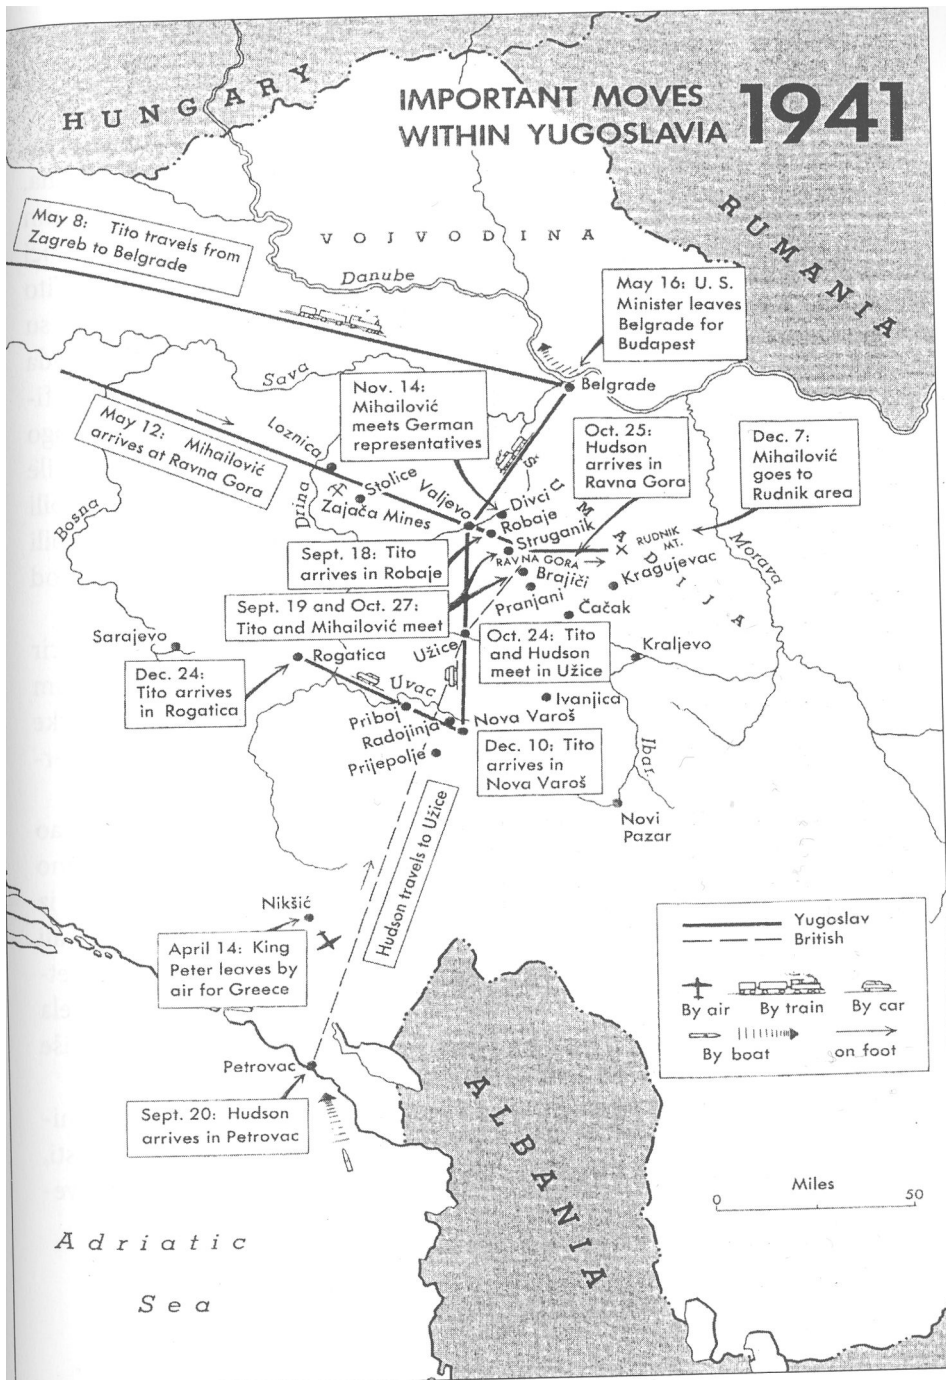 HUNGARY
IMPORTANT MOVES
WITHIN YUGOSLAVIA
1941
RUMANIA
May 8: Tito travels from
Zagreb to Belgrade
VOJVODINA
Danube
May 16: U. S.
Minister leaves
Belgrade for
Budapest
Sava
Belgrade
Nov. 14:
Mihailović
meets German
representatives
May 12: Mihailović
arrives at Ravna Gora
Loznica
Oct. 25:
Hudson
arrives in
Ravna Gora
Dec. 7:
Mihailović
goes to
Rudnik area
Bosna
Drina
Stolice
Zajača Mines
Valjevo
Divci
Robaje
Struganik
ŠUMADIJA
RUDNIK
MT.
Morava
Sept. 18: Tito
arrives in Robaje
RAVNA GORA
Brajići
Pranjani
Kragujevac
Sept. 19 and Oct. 27:
Tito and Mihailović meet
Čačak
Sarajevo
Rogatica
Užice
Oct. 24: Tito
and Hudson
meet in Užice
Kraljevo
Dec. 24:
Tito arrives
in Rogatica
Uvac
Ivanjica
Priboj
Radojinja
Nova Varoš
Prijepolje
Dec. 10: Tito
arrives in
Nova Varoš
Ibar
Novi
Pazar
Hudson travels to Užice
Nikšić
April 14: King
Peter leaves by
air for Greece
Yugoslav
British
By air
By train
By car
By boat
on foot
Petrovac
Sept. 20: Hudson
arrives in Petrovac
ALBANIA
Miles
0 50
Adriatic
Sea